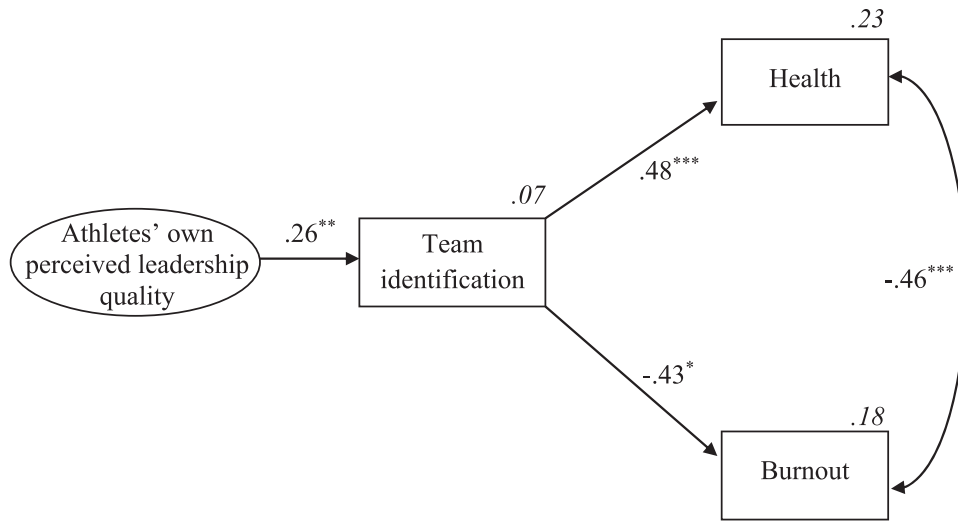 .23
Health
.48***
.07
Athletes' own
perceived leadership
quality
.26**
Team
identification
-.46***
-.43*
.18
Burnout